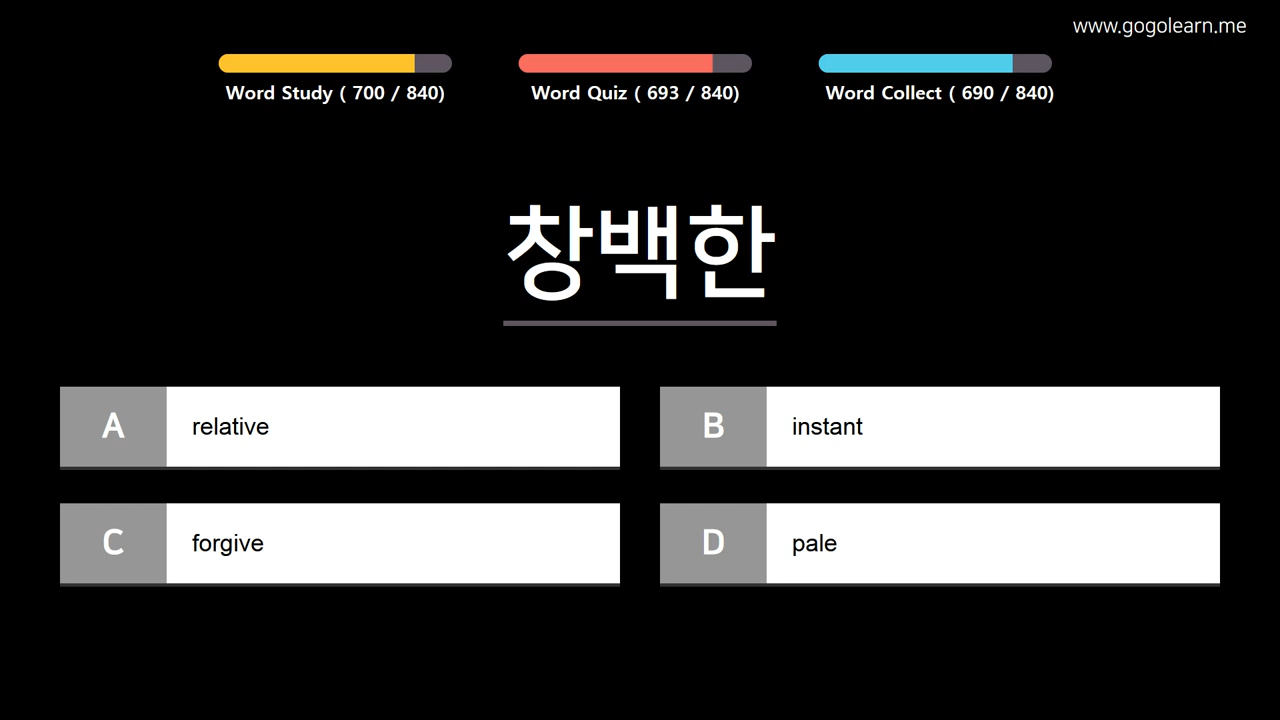 www.gogolearn.me
Word Study ( 700 / 840)
Word Quiz ( 693 / 840)
Word Collect ( 690 / 840)
창백한
A relative
B instant
C forgive
D pale